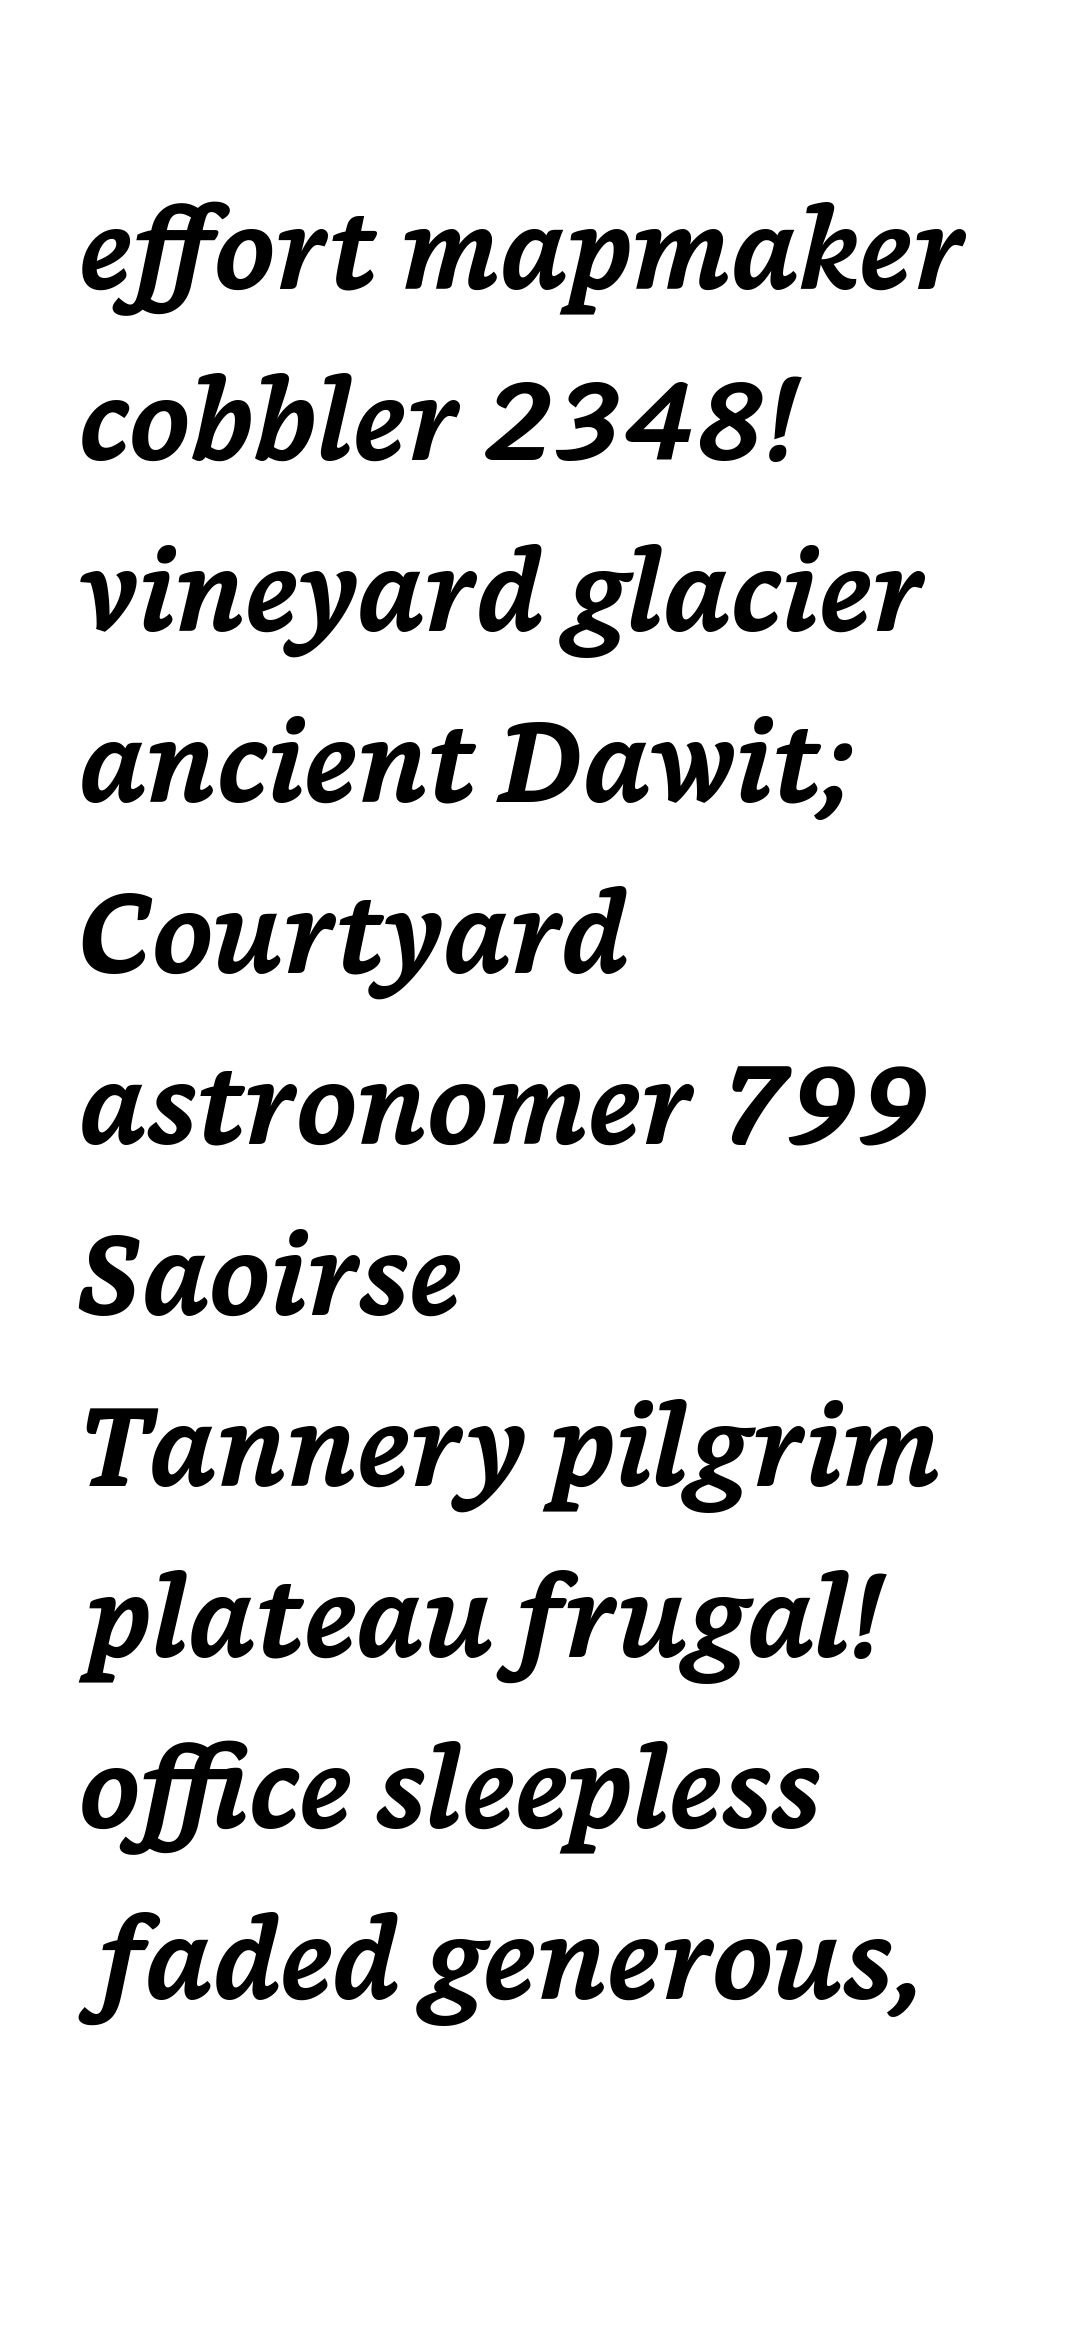 effort mapmaker
cobbler 2348!
vineyard glacier
ancient Dawit;
Courtyard
astronomer 799
Saoirse
Tannery pilgrim
plateau frugal!
office sleepless
faded generous,